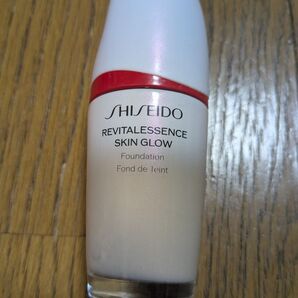 SHISEIDO
REVITALESSENCE
SKIN GLOW
Foundation
Fond de Teint